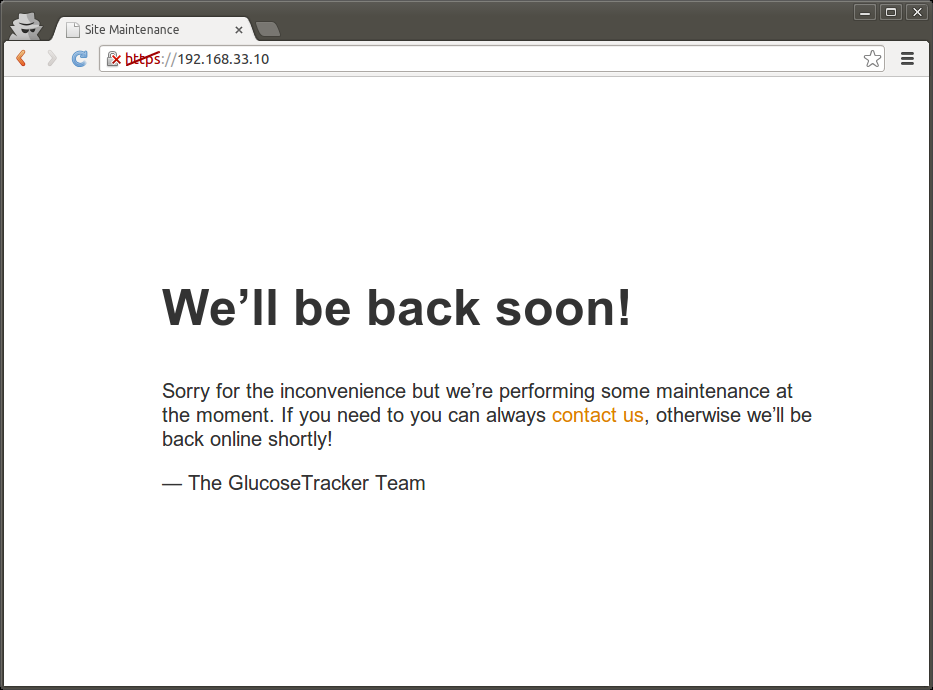 Site Maintenance
https://192.168.33.10
We’ll be back soon!
Sorry for the inconvenience but we’re performing some maintenance at
the moment. If you need to you can always contact us, otherwise we’ll be
back online shortly!
— The GlucoseTracker Team